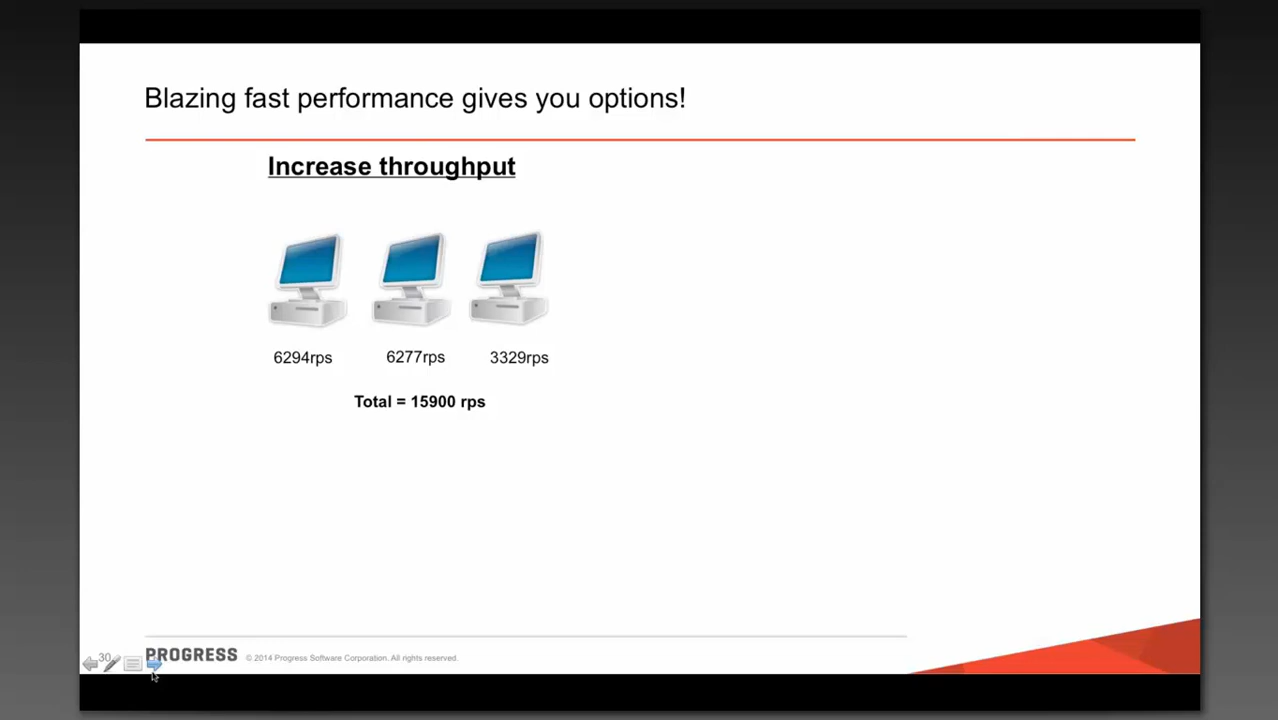 Blazing fast performance gives you options!
Increase throughput
6294rps 6277rps 3329rps
Total = 15900 rps
30 PROGRESS © 2014 Progress Software Corporation. All rights reserved.